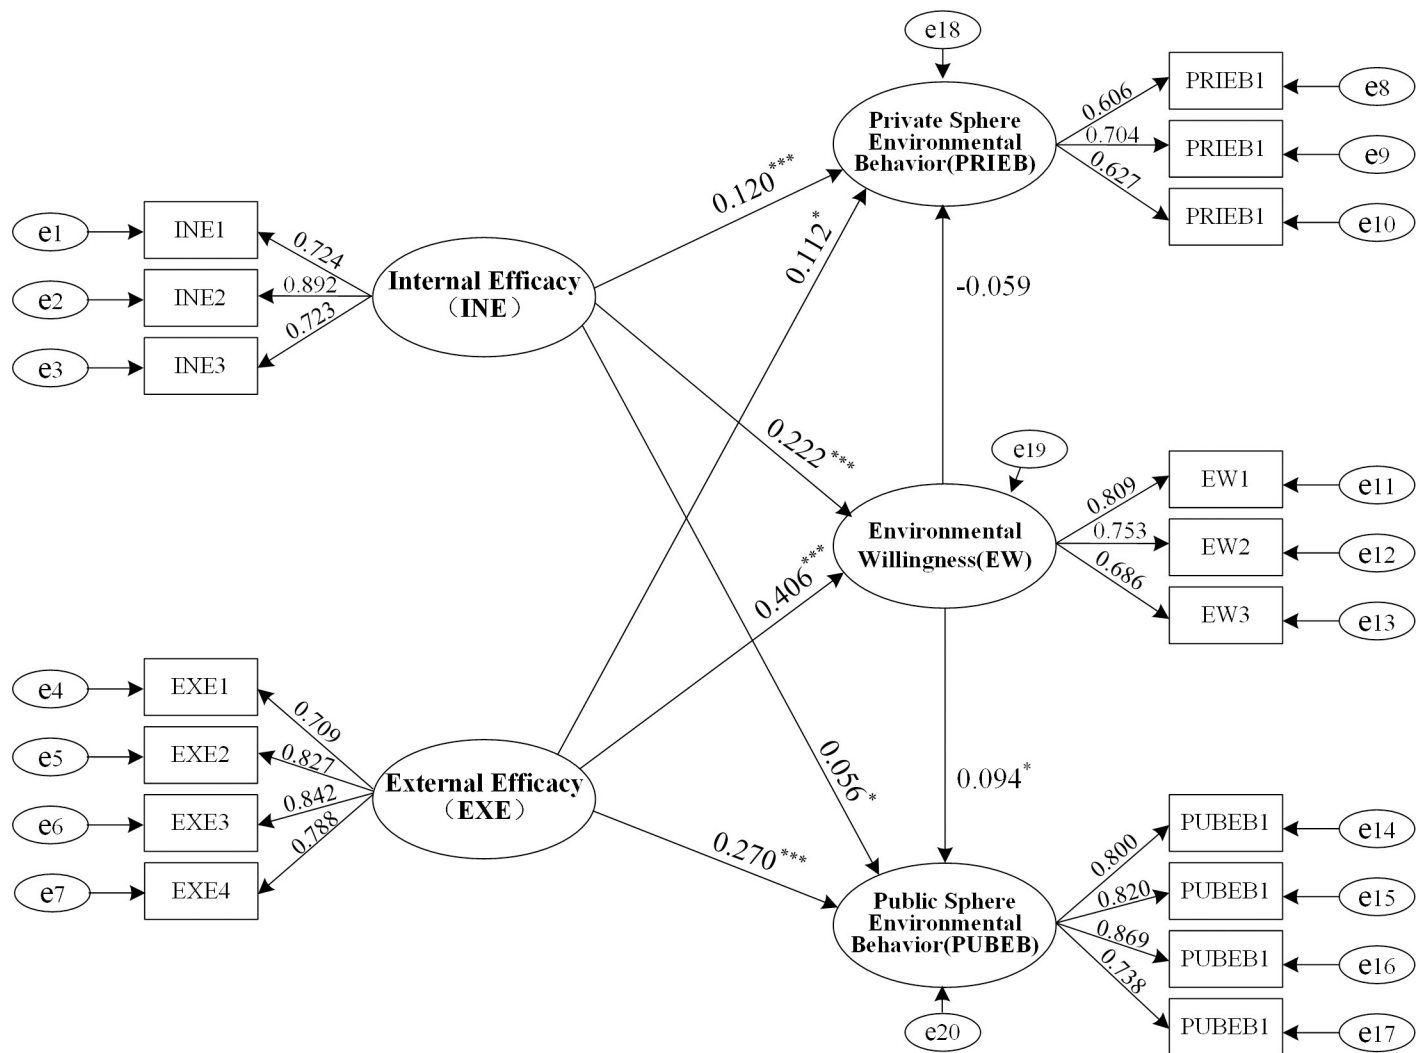 e18
Private Sphere
Environmental
Behavior(PRIEB)
0.606
0.704
0.627
PRIEB1
e8
PRIEB1
e9
PRIEB1
e10
0.120***
0.112*
-0.059
e1
INE1
0.724
e2
INE2
0.892
e3
INE3
0.723
Internal Efficacy
（INE）
0.222***
0.406***
e19
Environmental
Willingness(EW)
0.809
0.753
0.686
EW1
e11
EW2
e12
EW3
e13
e4
EXE1
0.709
e5
EXE2
0.827
e6
EXE3
0.842
e7
EXE4
0.788
External Efficacy
（EXE）
0.056*
0.094*
0.270***
Public Sphere
Environmental
Behavior(PUBEB)
e20
0.800
0.820
0.869
0.738
PUBEB1
e14
PUBEB1
e15
PUBEB1
e16
PUBEB1
e17